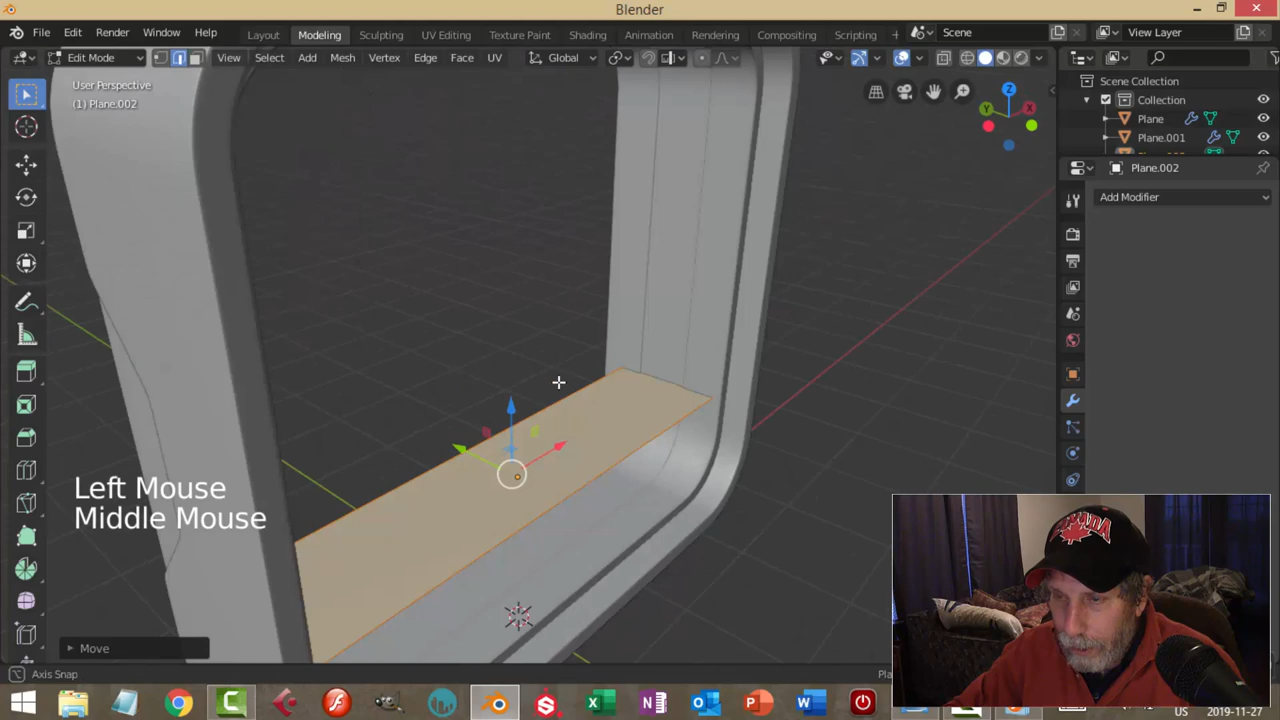 Blender
File Edit Render Window Help Layout Modeling Sculpting UV Editing Texture Paint Shading Animation Rendering Compositing Scripting + Scene View Layer
Edit Mode View Select Add Mesh Vertex Edge Face UV Global
User Perspective
(1) Plane.002
Z
Y
X
Scene Collection
Collection
Plane
Plane.001
Plane.002
Add Modifier
Left Mouse
Middle Mouse
Move
Axis Snap
CANADA
US
2019-11-27